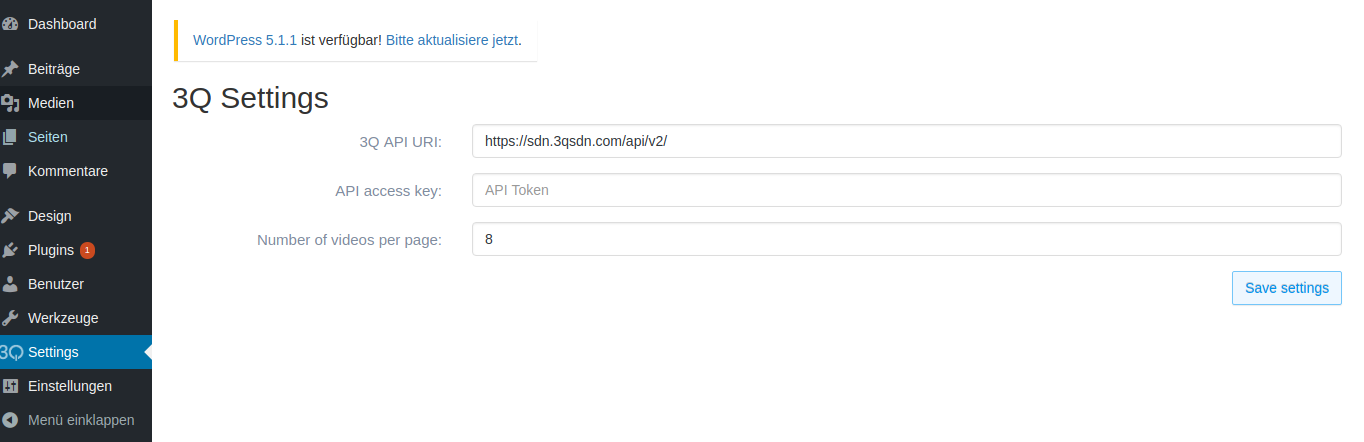 Dashboard
Beiträge
Medien
Seiten
Kommentare
Design
Plugins 1
Benutzer
Werkzeuge
3Q Settings
Einstellungen
Menü einklappen
WordPress 5.1.1 ist verfügbar! Bitte aktualisiere jetzt.
3Q Settings
3Q API URI: https://sdn.3qsdn.com/api/v2/
API access key: API Token
Number of videos per page: 8
Save settings